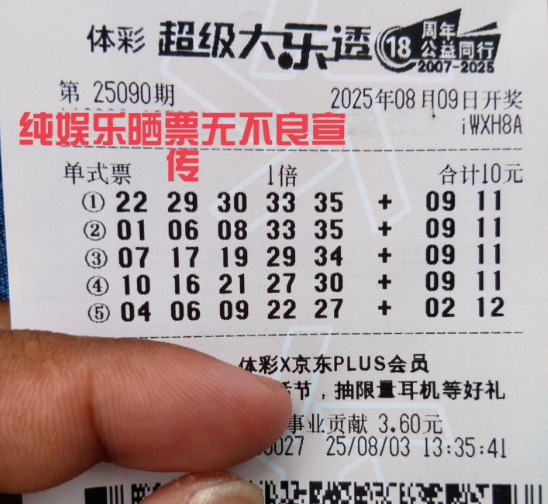 体彩 超级大乐透 18 周年 公益同行 2007-2025
第 25090期 2025年08月09日开奖
iWXH8A
纯娱乐晒票无不良宣传
单式票 1倍 合计10元
① 22 29 30 33 35 + 09 11
② 01 06 08 33 35 + 09 11
③ 07 17 19 29 34 + 09 11
④ 10 16 21 27 30 + 09 11
⑤ 04 06 09 22 27 + 02 12
体彩X京东PLUS会员
节，抽限量耳机等好礼
事业贡献 3.60元
0027 25/08/03 13:35:41